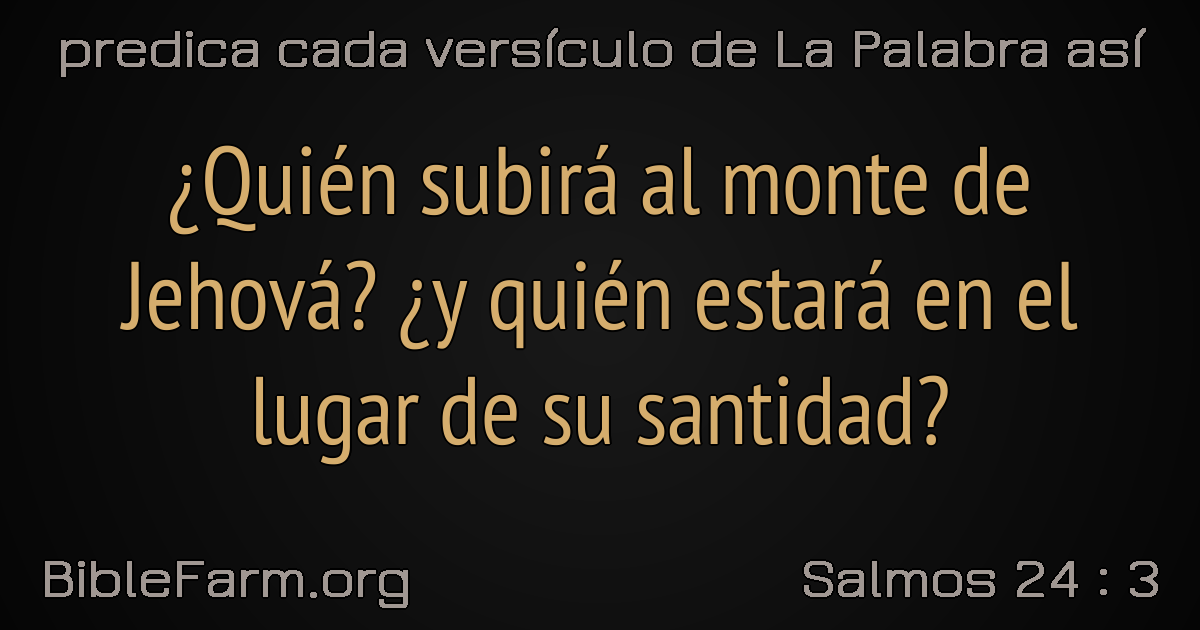 predica cada versículo de La Palabra así
¿Quién subirá al monte de
Jehová? ¿y quién estará en el
lugar de su santidad?
BibleFarm.org
Salmos 24 : 3